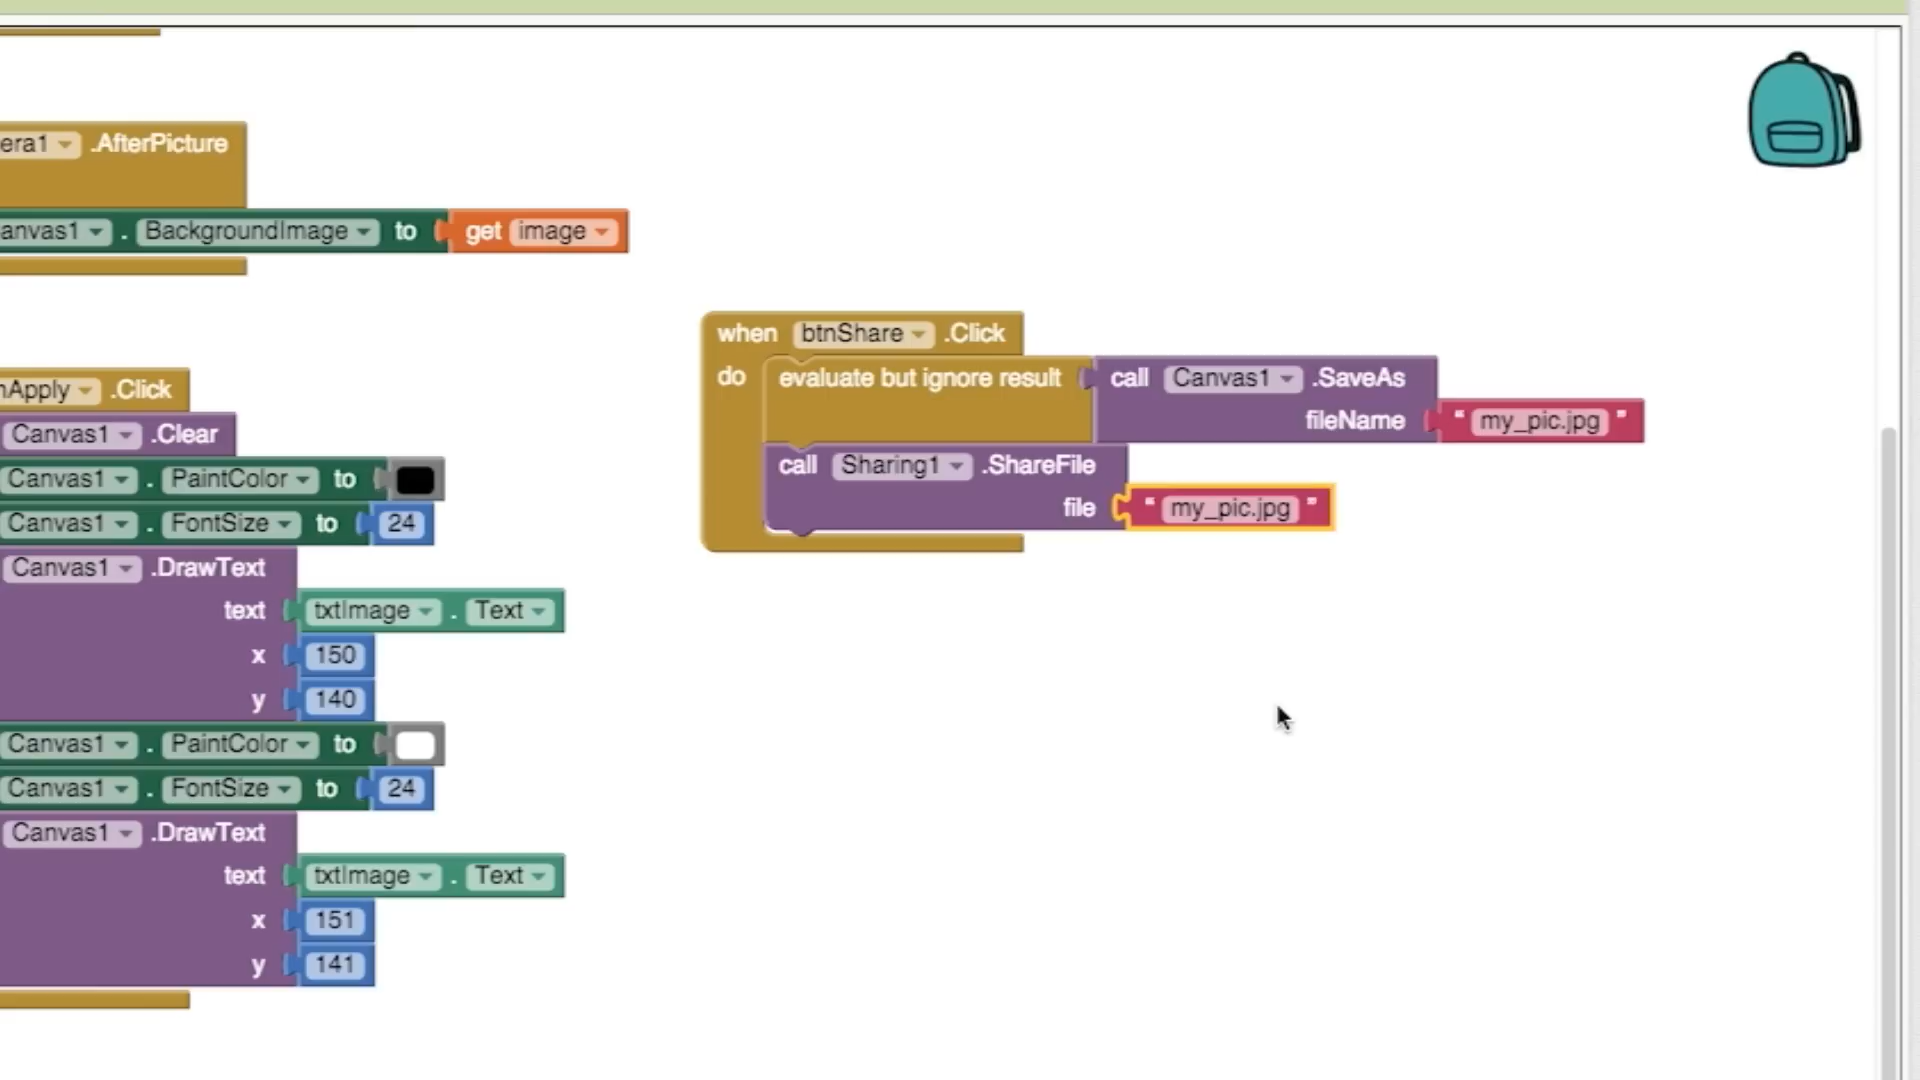 era1 .AfterPicture
anvas1 . BackgroundImage to get image
when btnShare .Click
do evaluate but ignore result call Canvas1 .SaveAs
fileName “ my_pic.jpg ”
call Sharing1 .ShareFile
file “ my_pic.jpg ”
nApply .Click
Canvas1 .Clear
Canvas1 . PaintColor to
Canvas1 . FontSize to 24
Canvas1 .DrawText
text txtImage . Text
x 150
y 140
Canvas1 . PaintColor to
Canvas1 . FontSize to 24
Canvas1 .DrawText
text txtImage . Text
x 151
y 141